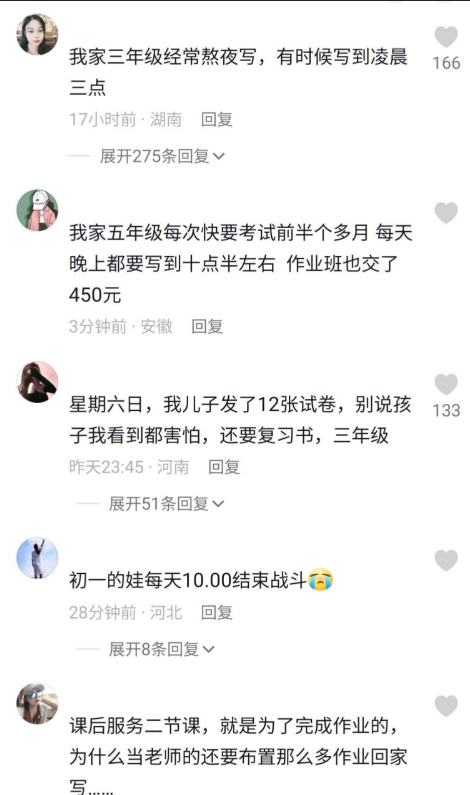 我家三年级经常熬夜写，有时候写到凌晨
三点
166
17小时前 · 湖南 回复
展开275条回复
我家五年级每次快要考试前半个多月 每天
晚上都要写到十点半左右 作业班也交了
450元
3分钟前 · 安徽 回复
星期六日，我儿子发了12张试卷，别说孩
子我看到都害怕，还要复习书，三年级
133
昨天23:45 · 河南 回复
展开51条回复
初一的娃每天10.00结束战斗😭
28分钟前 · 河北 回复
展开8条回复
课后服务二节课，就是为了完成作业的，
为什么当老师的还要布置那么多作业回家
写……